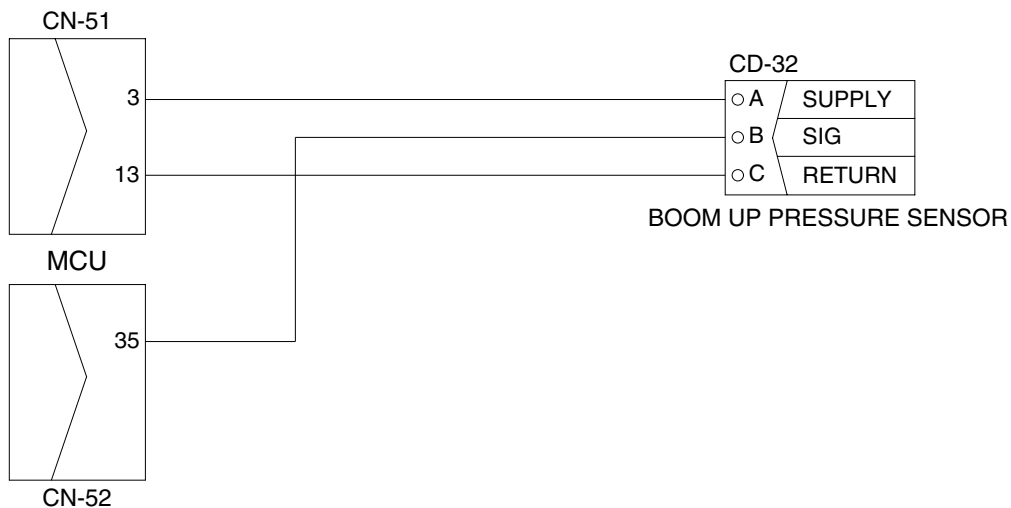 CN-51
3
13
MCU
35
CN-52
CD-32
A SUPPLY
B SIG
C RETURN
BOOM UP PRESSURE SENSOR